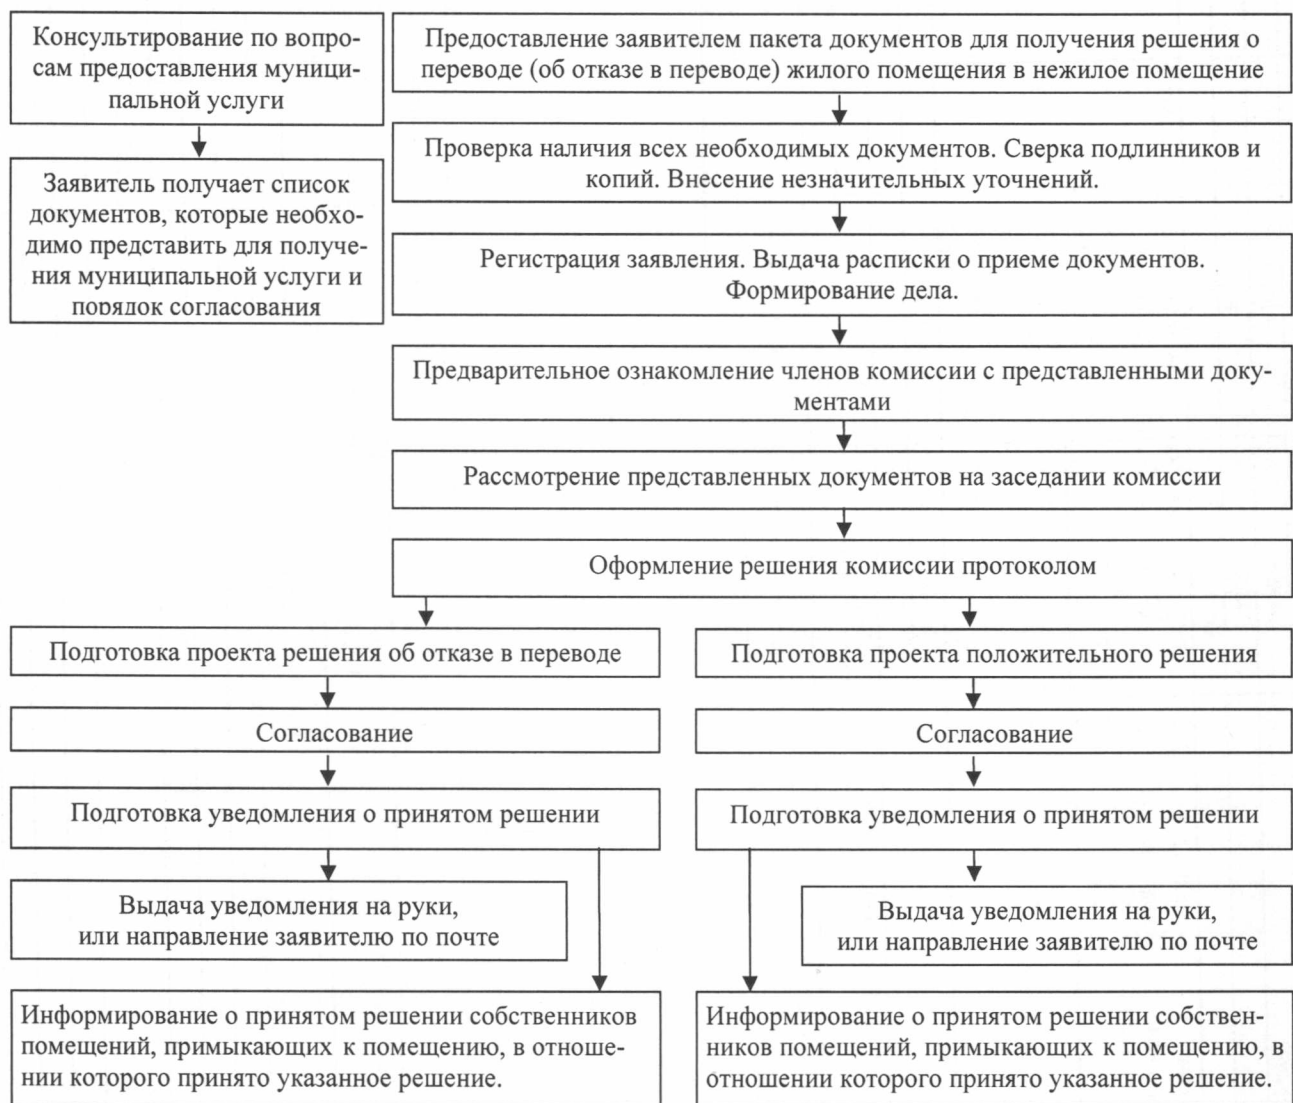 Консультирование по вопро-
сам предоставления муници-
пальной услуги
Заявитель получает список
документов, которые необхо-
димо представить для получе-
ния муниципальной услуги и
порядок согласования
Предоставление заявителем пакета документов для получения решения о
переводе (об отказе в переводе) жилого помещения в нежилое помещение
Проверка наличия всех необходимых документов. Сверка подлинников и
копий. Внесение незначительных уточнений.
Регистрация заявления. Выдача расписки о приеме документов.
Формирование дела.
Предварительное ознакомление членов комиссии с представленными доку-
ментами
Рассмотрение представленных документов на заседании комиссии
Оформление решения комиссии протоколом
Подготовка проекта решения об отказе в переводе
Согласование
Подготовка уведомления о принятом решении
Выдача уведомления на руки,
или направление заявителю по почте
Информирование о принятом решении собственников
помещений, примыкающих к помещению, в отноше-
нии которого принято указанное решение.
Подготовка проекта положительного решения
Согласование
Подготовка уведомления о принятом решении
Выдача уведомления на руки,
или направление заявителю по почте
Информирование о принятом решении собствен-
ников помещений, примыкающих к помещению, в
отношении которого принято указанное решение.